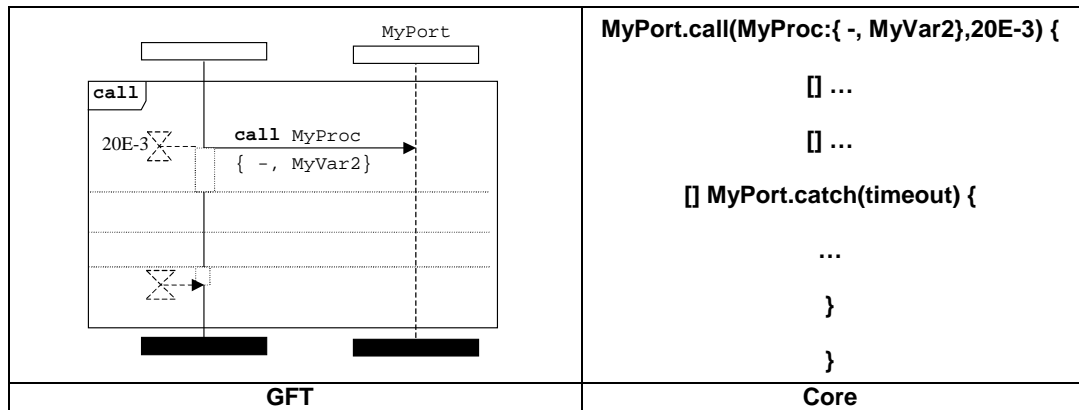 MyPort
call
20E-3
call MyProc
{ -, MyVar2}
MyPort.call(MyProc:{ -, MyVar2},20E-3) {
[] …
[] …
[] MyPort.catch(timeout) {
…
}
}
GFT
Core